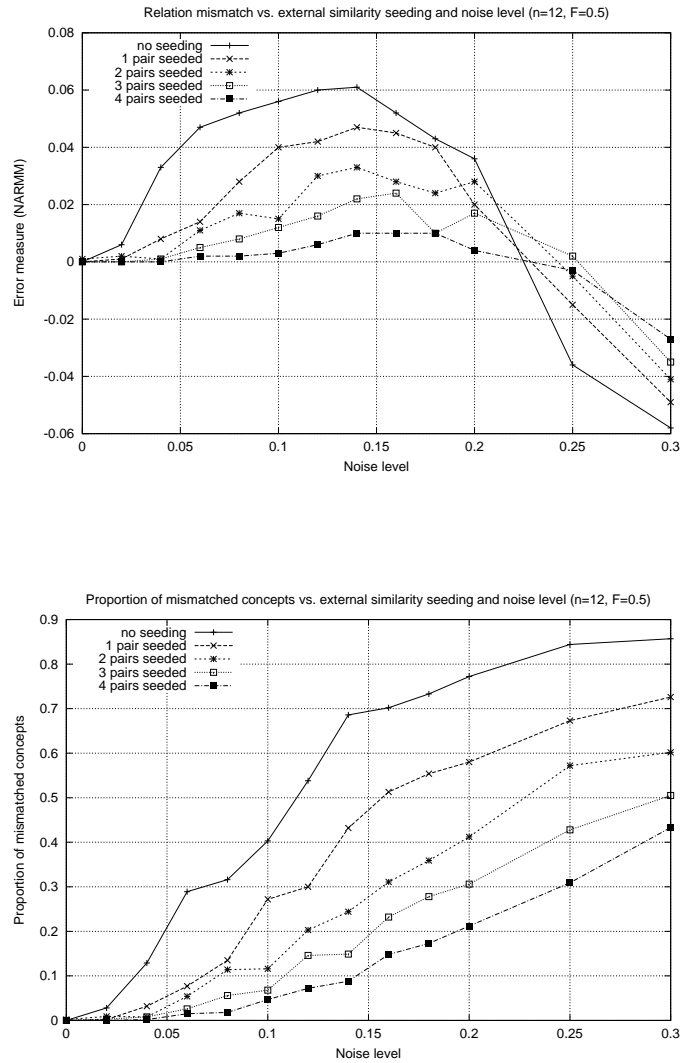 Relation mismatch vs. external similarity seeding and noise level (n=12, F=0.5)
no seeding
1 pair seeded
2 pairs seeded
3 pairs seeded
4 pairs seeded
0.08
0.06
0.04
0.02
0
-0.02
-0.04
-0.06
Error measure (NARMM)
0 0.05 0.1 0.15 0.2 0.25 0.3
Noise level
Proportion of mismatched concepts vs. external similarity seeding and noise level (n=12, F=0.5)
no seeding
1 pair seeded
2 pairs seeded
3 pairs seeded
4 pairs seeded
0.9
0.8
0.7
0.6
0.5
0.4
0.3
0.2
0.1
0
Proportion of mismatched concepts
0 0.05 0.1 0.15 0.2 0.25 0.3
Noise level